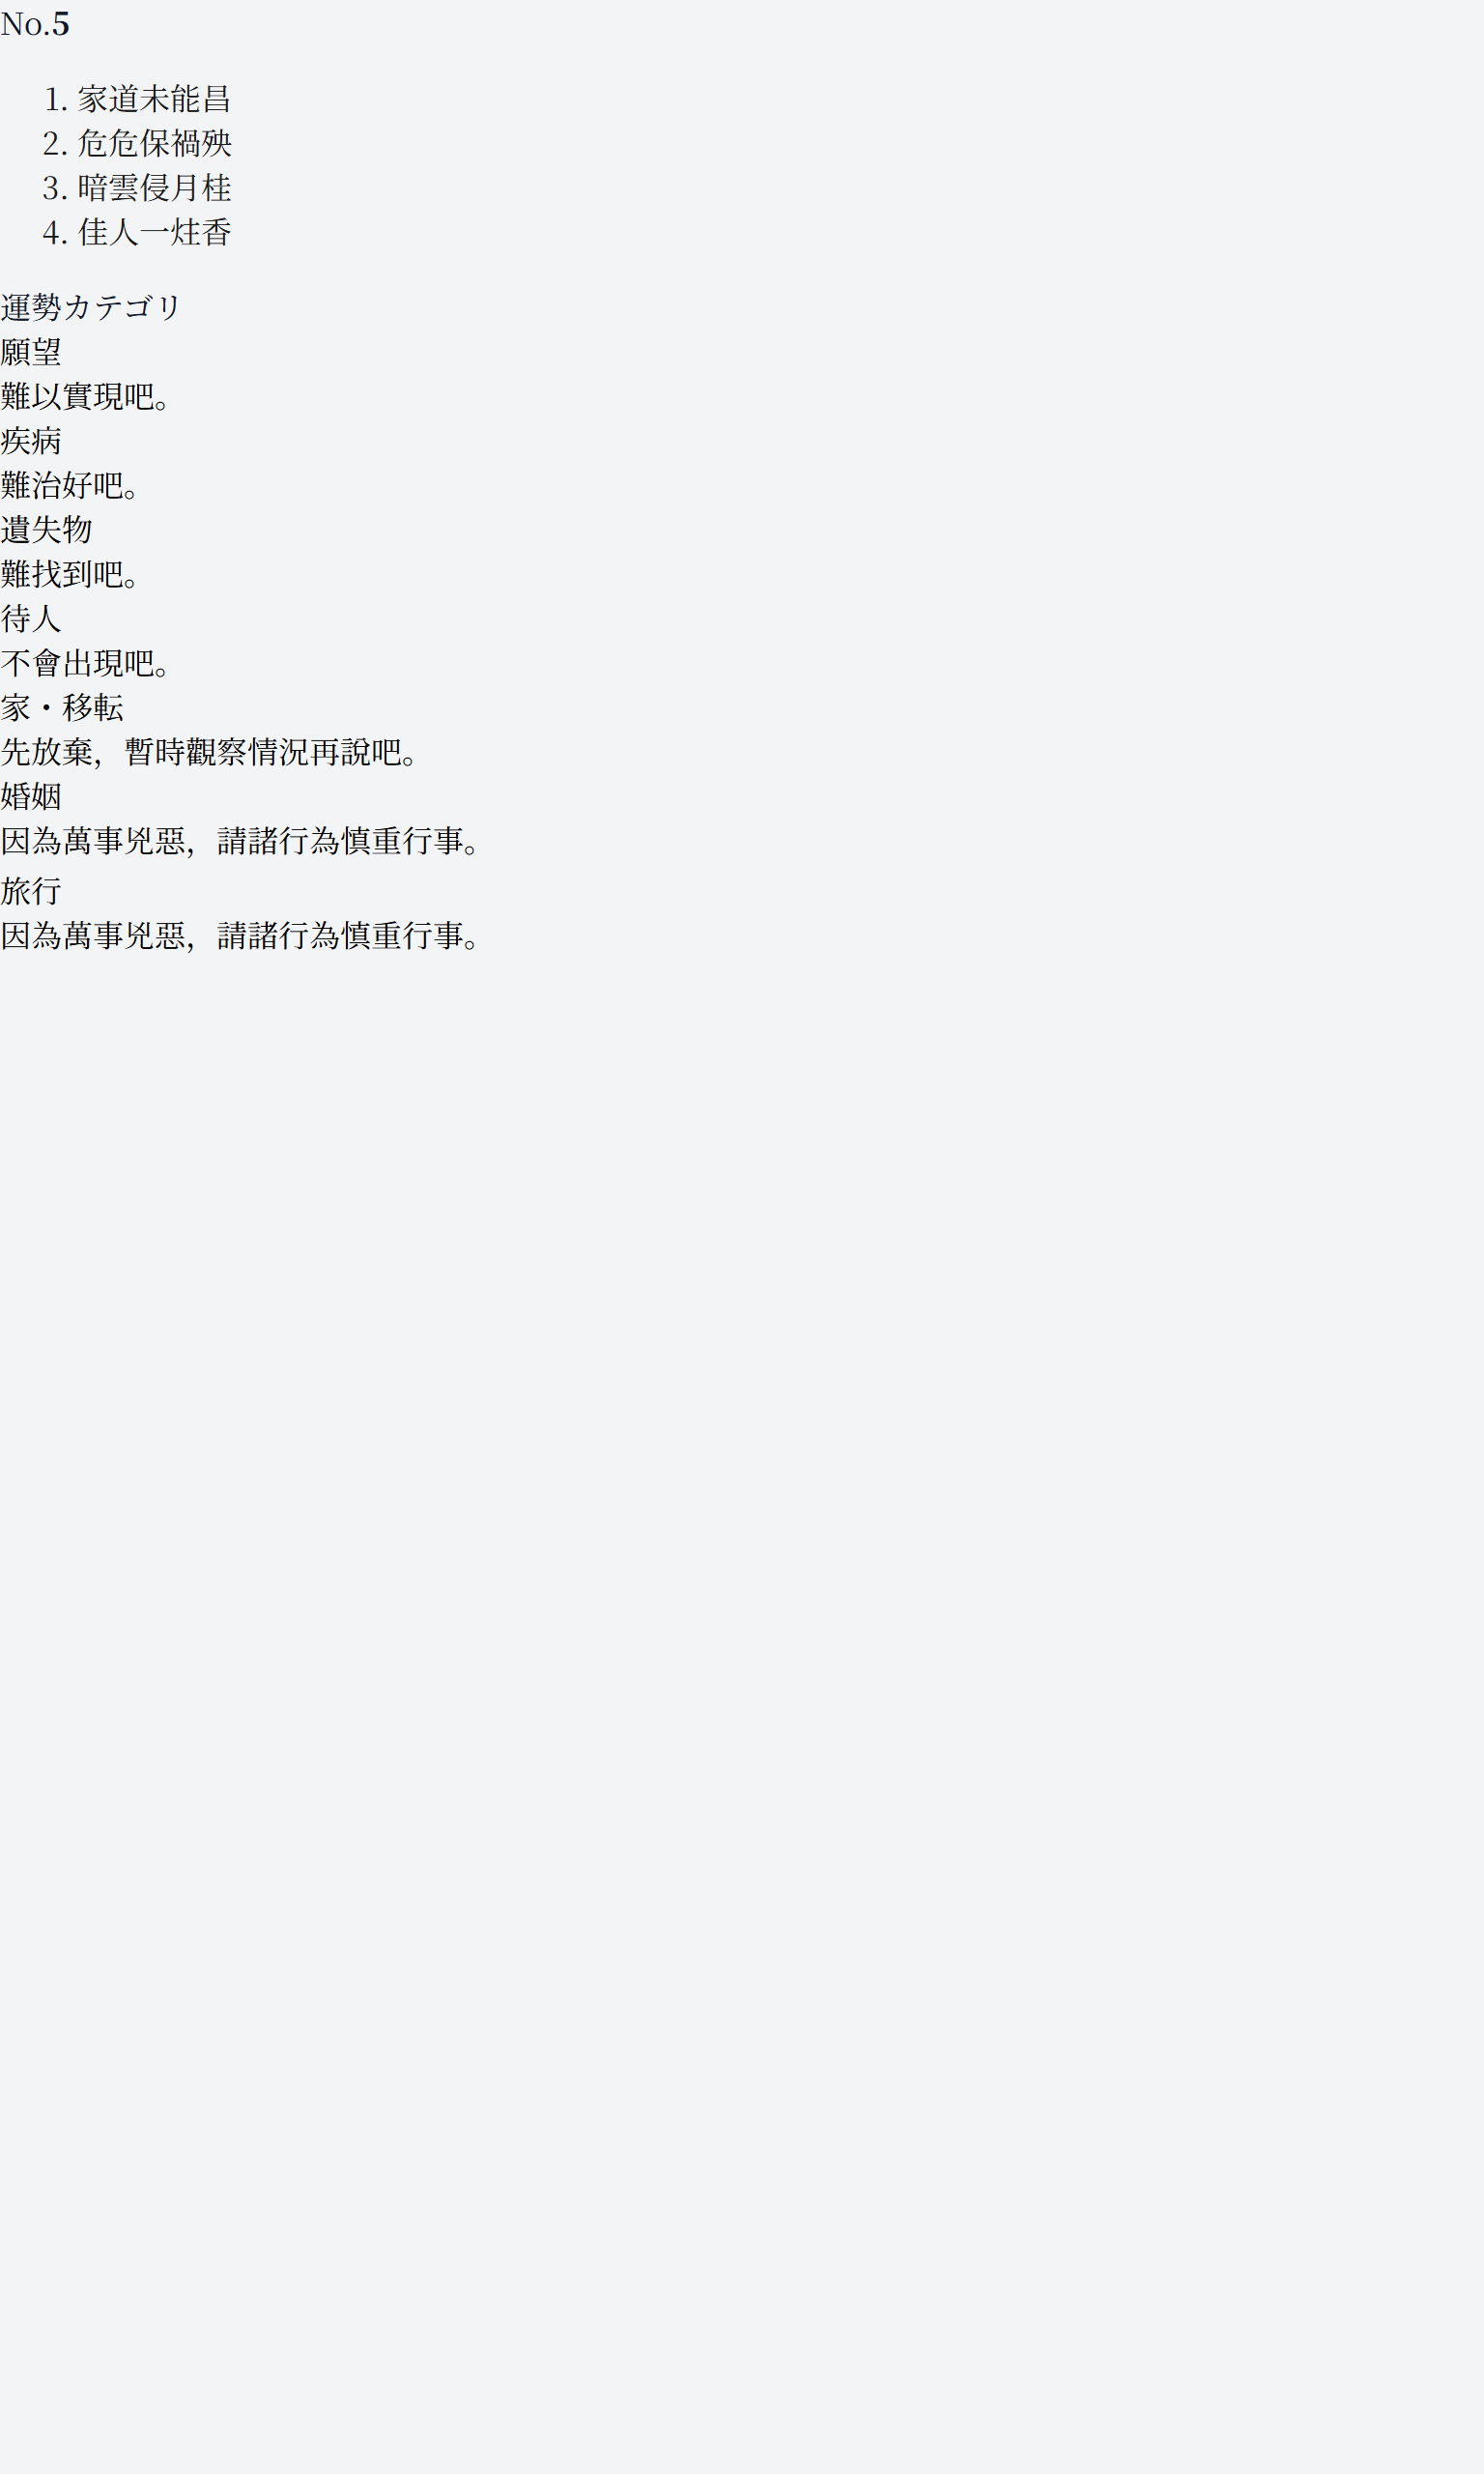 No.5
1. 家道未能昌
2. 危危保禍殃
3. 暗雲侵月桂
4. 佳人一炷香
運勢カテゴリ
願望
難以實現吧。
疾病
難治好吧。
遺失物
難找到吧。
待人
不會出現吧。
家・移転
先放棄，暫時觀察情況再說吧。
婚姻
因為萬事兇惡，請諸行為慎重行事。
旅行
因為萬事兇惡，請諸行為慎重行事。